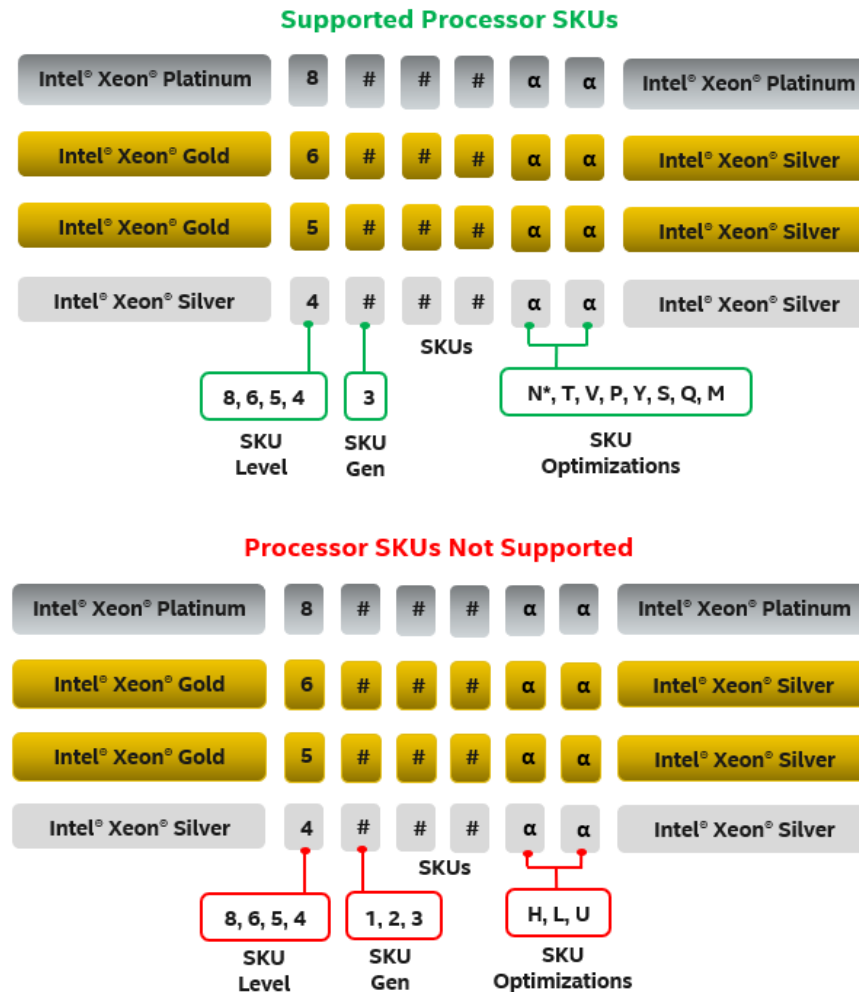 Supported Processor SKUs
Intel® Xeon® Platinum 8 # # # α α Intel® Xeon® Platinum
Intel® Xeon® Gold 6 # # # α α Intel® Xeon® Silver
Intel® Xeon® Gold 5 # # # α α Intel® Xeon® Silver
Intel® Xeon® Silver 4 # # # α α Intel® Xeon® Silver
SKUs
8, 6, 5, 4 3 N*, T, V, P, Y, S, Q, M
SKU SKU SKU
Level Gen Optimizations
Processor SKUs Not Supported
Intel® Xeon® Platinum 8 # # # α α Intel® Xeon® Platinum
Intel® Xeon® Gold 6 # # # α α Intel® Xeon® Silver
Intel® Xeon® Gold 5 # # # α α Intel® Xeon® Silver
Intel® Xeon® Silver 4 # # # α α Intel® Xeon® Silver
SKUs
8, 6, 5, 4 1, 2, 3 H, L, U
SKU SKU SKU
Level Gen Optimizations